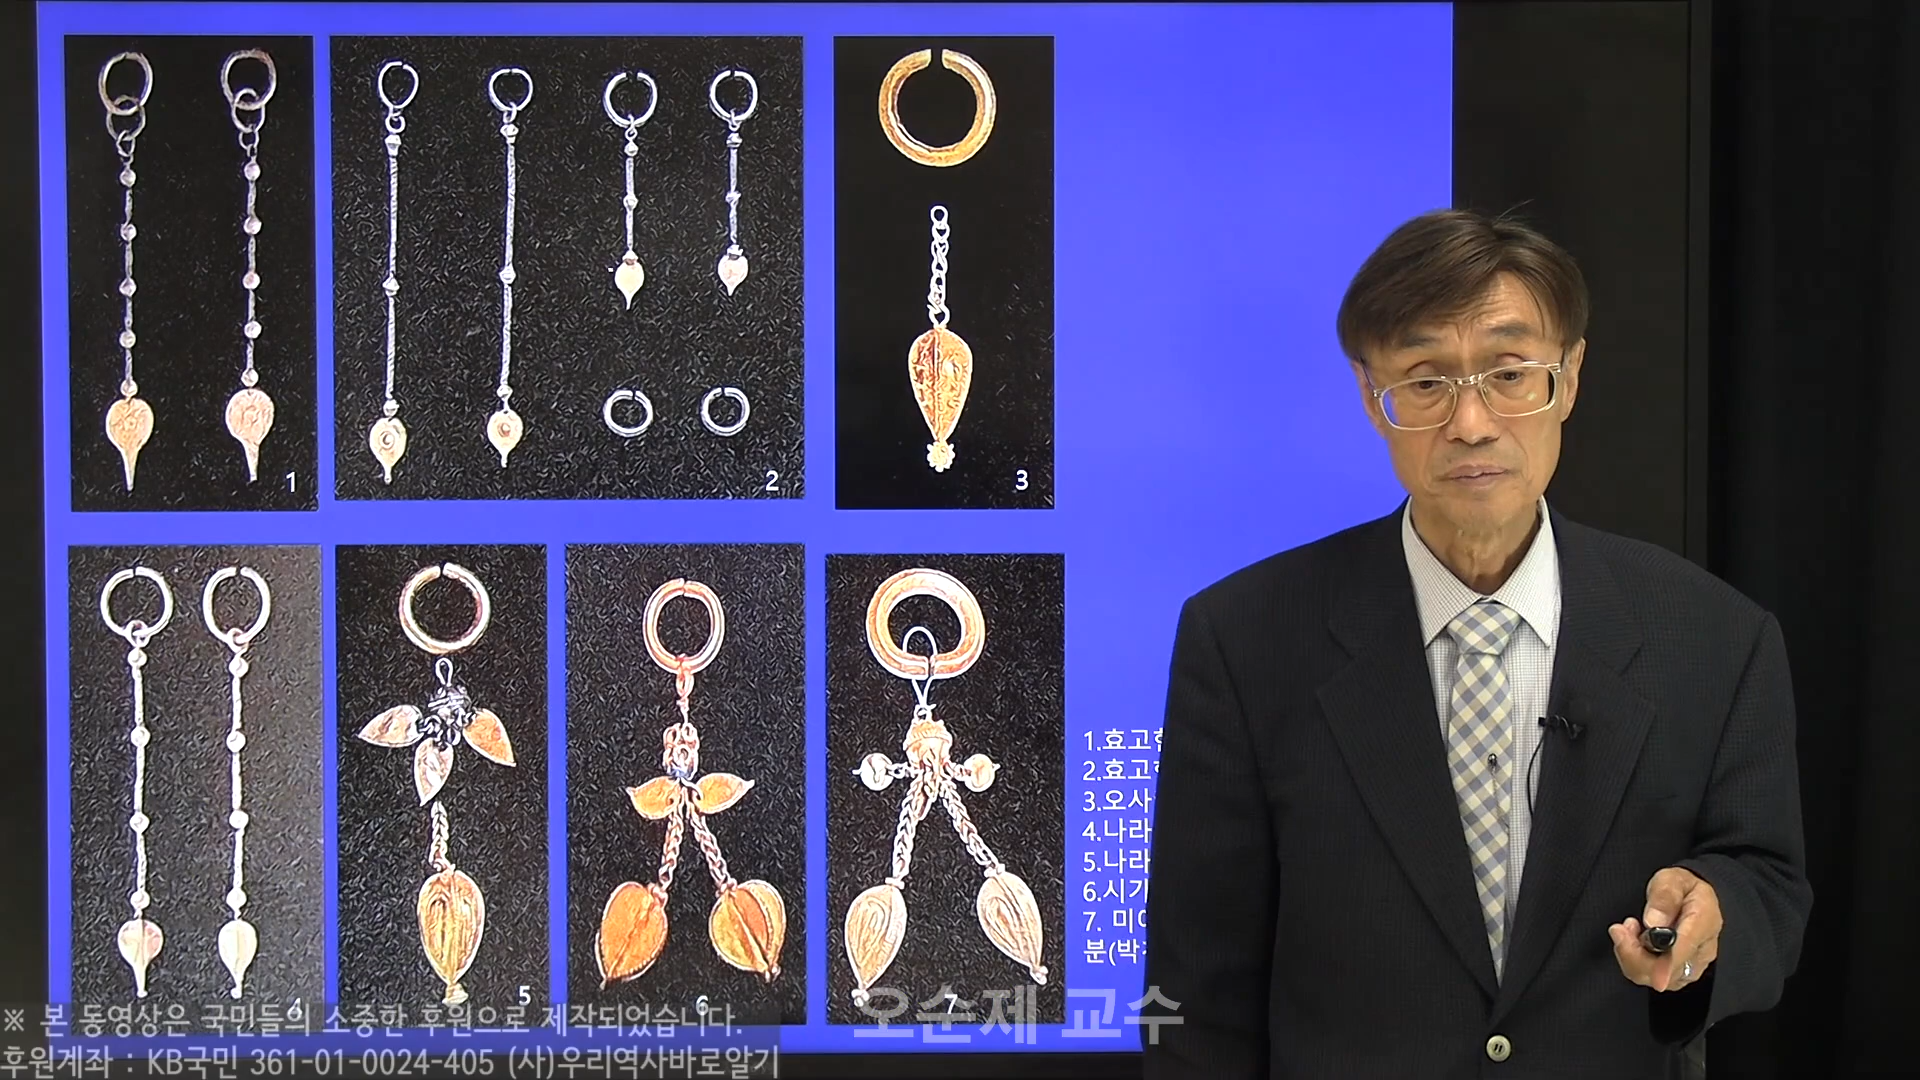 1
2
3
4
5
6
7
1.효고
2.효고
3.오사
4.나라
5.나라
6.시가
7. 미
분(박
※ 본 동영상은 국민들의 소중한 후원으로 제작되었습니다.
후원계좌 : KB국민 361-01-0024-405 (사)우리역사바로알기
오순제 교수